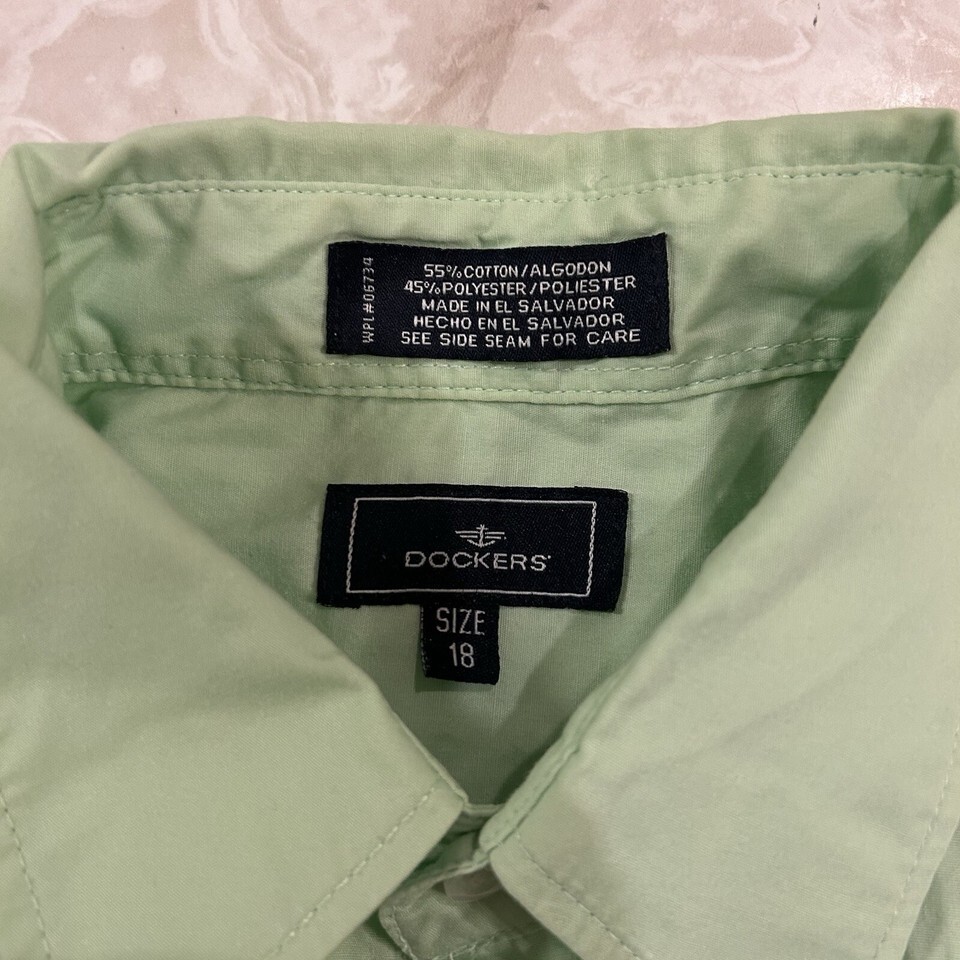 WPL#06734
55%COTTON/ALGODON
45%POLYESTER/POLIESTER
MADE IN EL SALVADOR
HECHO EN EL SALVADOR
SEE SIDE SEAM FOR CARE
DOCKERS
SIZE
18